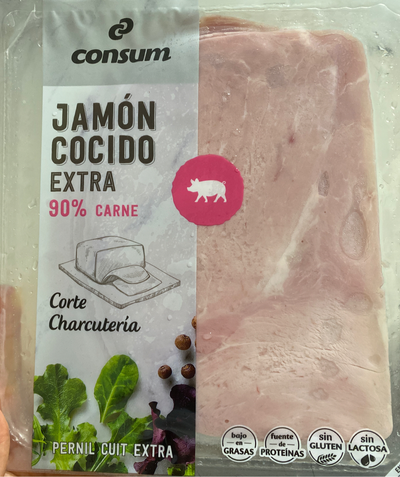 consum
JAMÓN
COCIDO
EXTRA
90% CARNE
Corte
Charcutería
PERNIL CUIT EXTRA
bajo en
GRASAS
fuente de
PROTEÍNAS
sin
GLUTEN
sin
LACTOSA